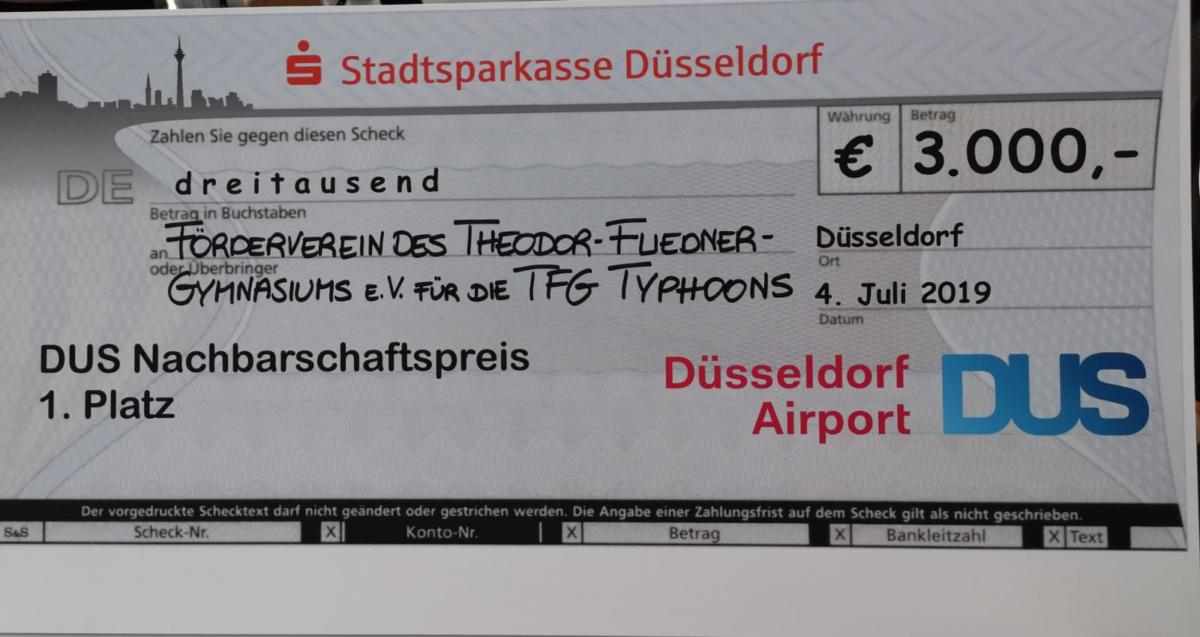 Stadtsparkasse Düsseldorf
Zahlen Sie gegen diesen Scheck
Währung
Betrag
€
3.000,-
DE
dreitausend
Betrag in Buchstaben
an FÖRDERVEREIN DES THEODOR-FLIEDNER-
oder Überbringer
GYMNASIUMS E.V. FÜR DIE TFG TYPHOONS
Düsseldorf
Ort
4. Juli 2019
Datum
DUS Nachbarschaftspreis
1. Platz
Düsseldorf
Airport
DUS
Der vorgedruckte Schecktext darf nicht geändert oder gestrichen werden. Die Angabe einer Zahlungsfrist auf dem Scheck gilt als nicht geschrieben.
S&S Scheck-Nr. X Konto-Nr. X Betrag X Bankleitzahl X Text